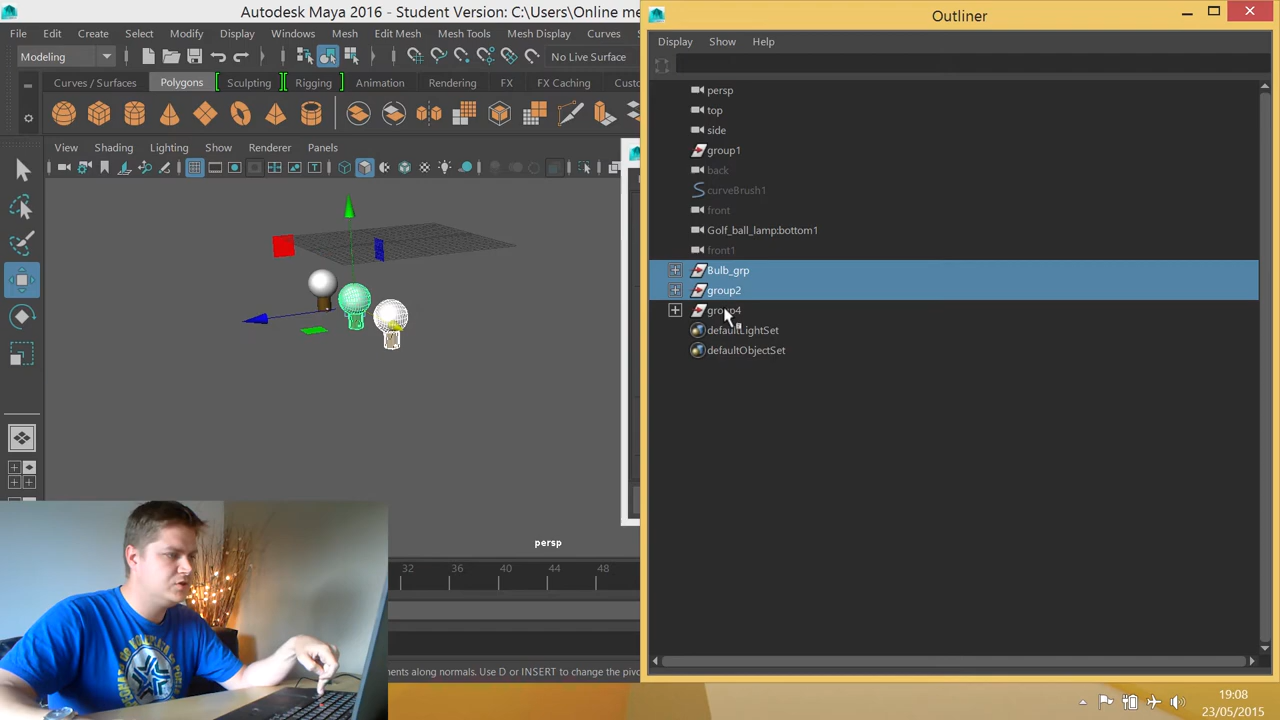 Autodesk Maya 2016 - Student Version: C:\Users\Online me
File Edit Create Select Modify Display Windows Mesh Edit Mesh Mesh Tools Mesh Display Curves
Modeling No Live Surface
Curves / Surfaces Polygons Sculpting Rigging Animation Rendering FX FX Caching Custo
View Shading Lighting Show Renderer Panels
persp
32 36 40 44 48
ments along normals. Use D or INSERT to change the pivo
Outliner
Display Show Help
persp
top
side
group1
back
curveBrush1
front
Golf_ball_lamp:bottom1
front1
Bulb_grp
group2
group4
defaultLightSet
defaultObjectSet
19:08
23/05/2015